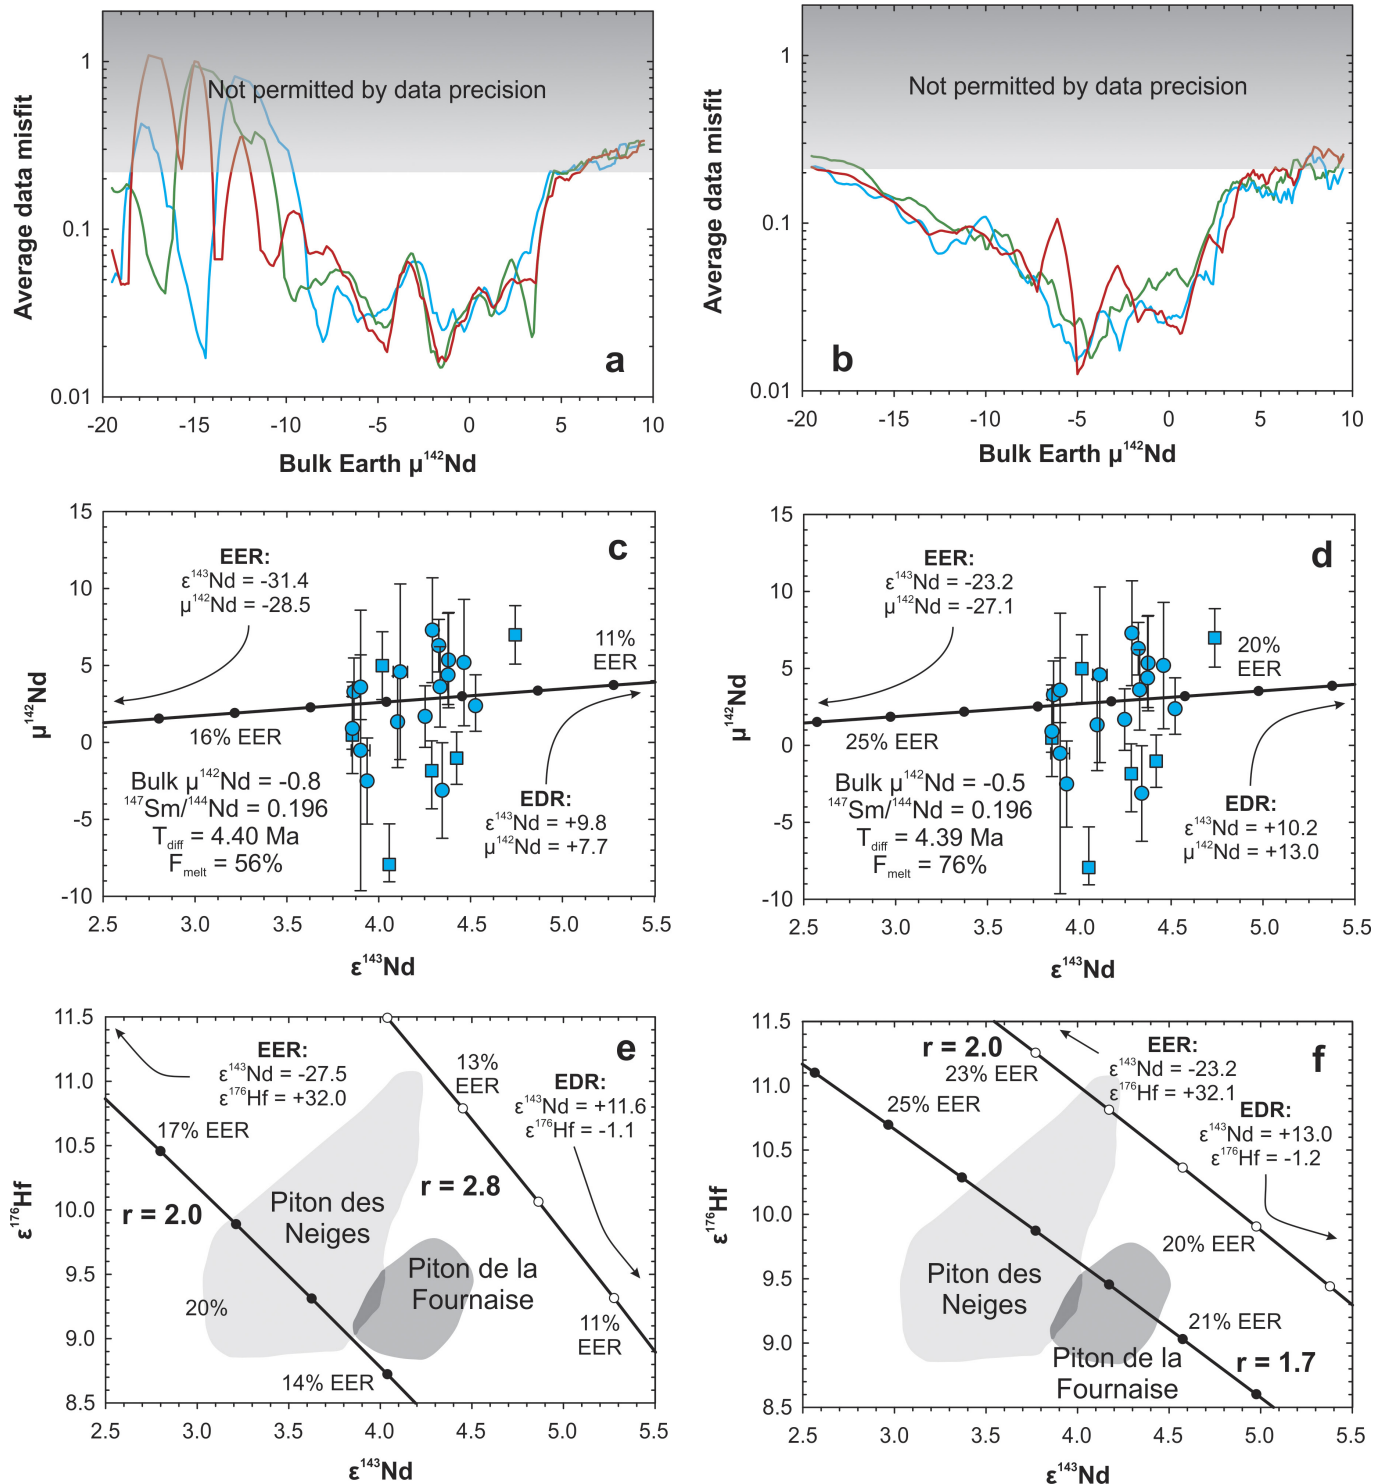 Average data misfit
1
0.1
0.01
Not permitted by data precision
a
-20
-15
-10
-5
0
5
10
Bulk Earth μ¹⁴²Nd
Average data misfit
1
0.1
0.01
Not permitted by data precision
b
-20
-15
-10
-5
0
5
10
Bulk Earth μ¹⁴²Nd
μ¹⁴²Nd
15
10
5
0
-5
-10
c
EER:
ε¹⁴³Nd = -31.4
μ¹⁴²Nd = -28.5
11%
EER
16% EER
Bulk μ¹⁴²Nd = -0.8
¹⁴⁷Sm/¹⁴⁴Nd = 0.196
Tdiff = 4.40 Ma
Fmelt = 56%
EDR:
ε¹⁴³Nd = +9.8
μ¹⁴²Nd = +7.7
2.5
3.0
3.5
4.0
4.5
5.0
5.5
ε¹⁴³Nd
μ¹⁴²Nd
15
10
5
0
-5
-10
d
EER:
ε¹⁴³Nd = -23.2
μ¹⁴²Nd = -27.1
20%
EER
25% EER
Bulk μ¹⁴²Nd = -0.5
¹⁴⁷Sm/¹⁴⁴Nd = 0.196
Tdiff = 4.39 Ma
Fmelt = 76%
EDR:
ε¹⁴³Nd = +10.2
μ¹⁴²Nd = +13.0
2.5
3.0
3.5
4.0
4.5
5.0
5.5
ε¹⁴³Nd
ε¹⁷⁶Hf
11.5
11.0
10.5
10.0
9.5
9.0
8.5
e
EER:
ε¹⁴³Nd = -27.5
ε¹⁷⁶Hf = +32.0
13%
EER
EDR:
ε¹⁴³Nd = +11.6
ε¹⁷⁶Hf = -1.1
17% EER
r = 2.0
r = 2.8
Piton des
Neiges
Piton de la
Fournaise
20%
11%
EER
14% EER
2.5
3.0
3.5
4.0
4.5
5.0
5.5
ε¹⁴³Nd
ε¹⁷⁶Hf
11.5
11.0
10.5
10.0
9.5
9.0
8.5
f
r = 2.0
23% EER
EER:
ε¹⁴³Nd = -23.2
ε¹⁷⁶Hf = +32.1
25% EER
EDR:
ε¹⁴³Nd = +13.0
ε¹⁷⁶Hf = -1.2
20% EER
Piton des
Neiges
21% EER
Piton de la
Fournaise
r = 1.7
2.5
3.0
3.5
4.0
4.5
5.0
5.5
ε¹⁴³Nd